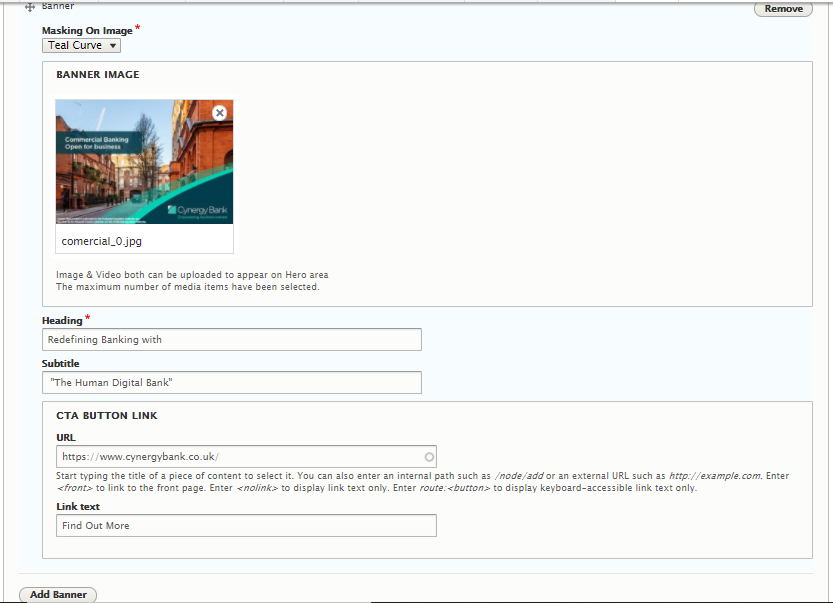 Banner
Remove
Masking On Image *
Teal Curve
BANNER IMAGE
Commercial Banking
Open for business
Cynergy Bank
comercial_0.jpg
Image & Video both can be uploaded to appear on Hero area
The maximum number of media items have been selected.
Heading *
Redefining Banking with
Subtitle
"The Human Digital Bank"
CTA BUTTON LINK
URL
https://www.cynergybank.co.uk/
Start typing the title of a piece of content to select it. You can also enter an internal path such as /node/add or an external URL such as http://example.com. Enter
<front> to link to the front page. Enter <nolink> to display link text only. Enter route:<button> to display keyboard-accessible link text only.
Link text
Find Out More
Add Banner